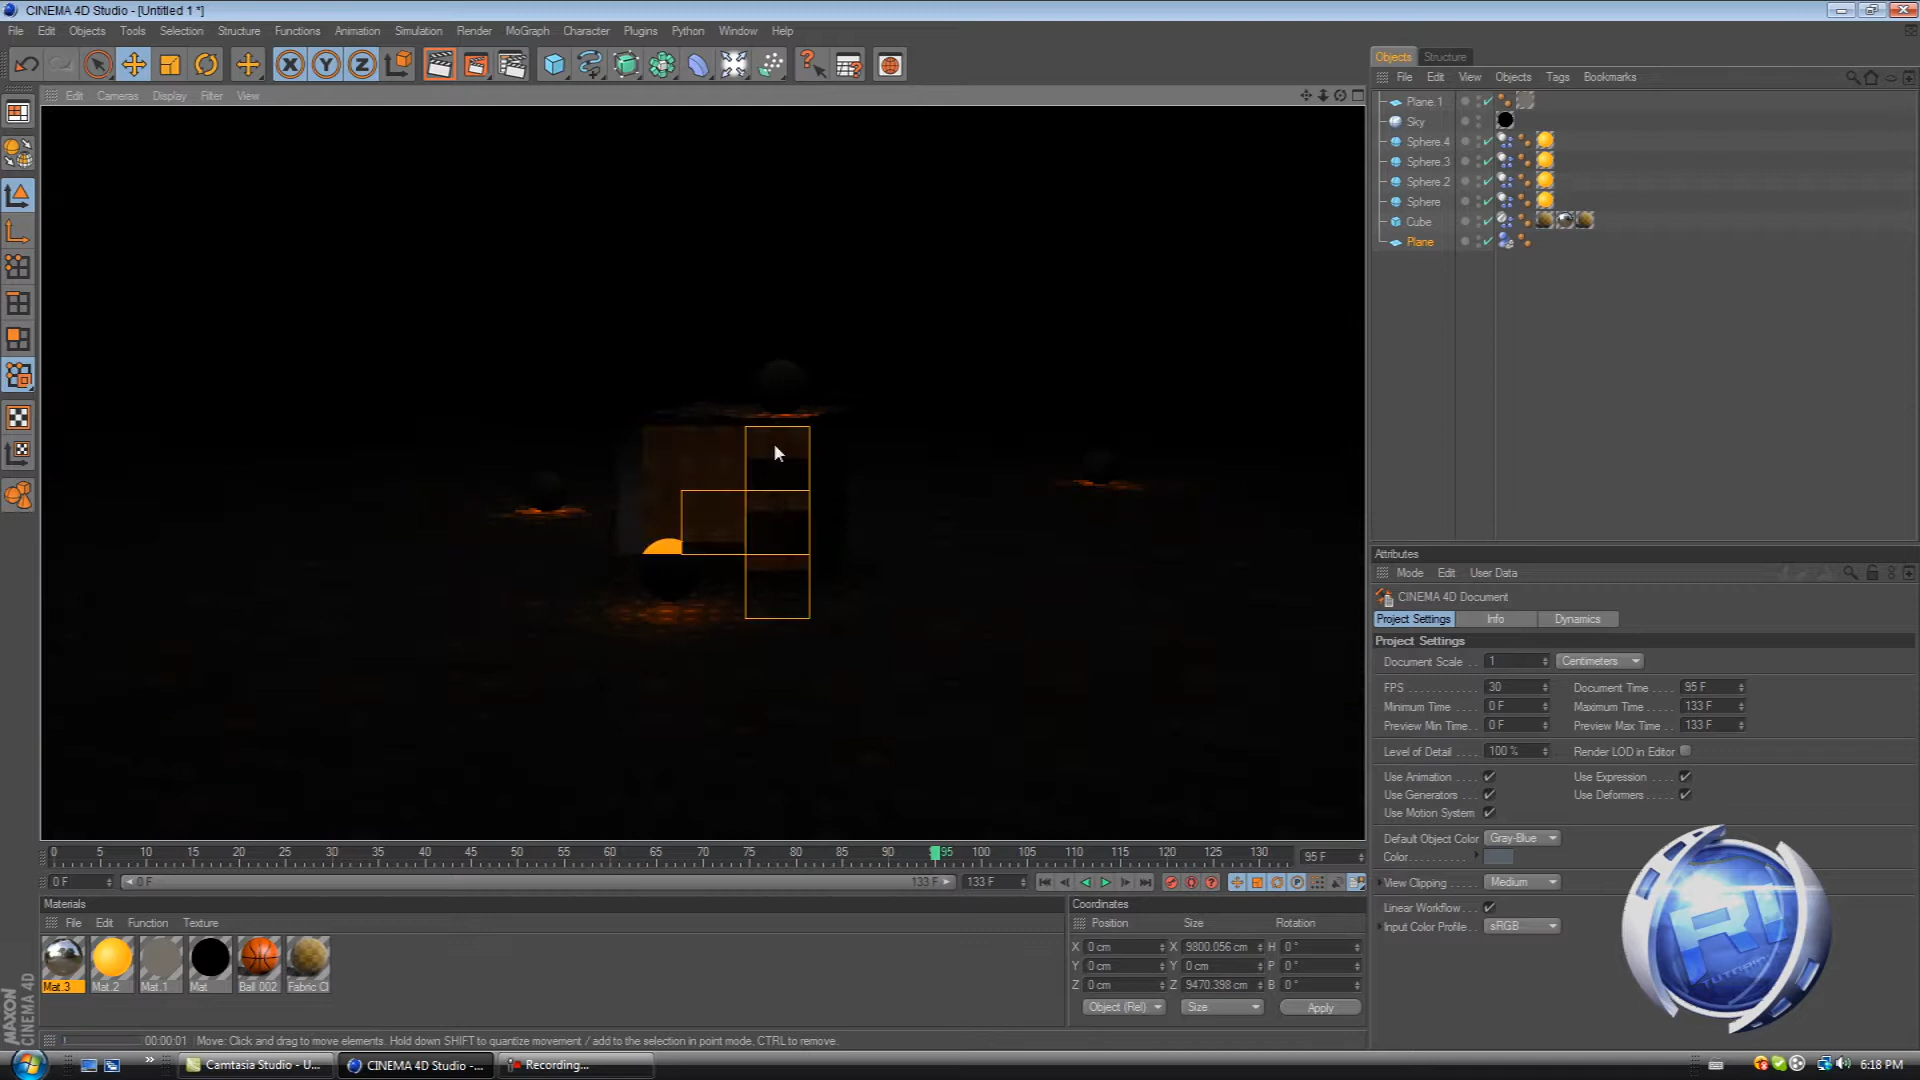 CINEMA 4D Studio - [Untitled 1 *]
File Edit Objects Tools Selection Structure Functions Animation Simulation Render MoGraph Character Plugins Python Window Help
Edit Cameras Display Filter View
Objects Structure
File Edit View Objects Tags Bookmarks
Plane.1
Sky
Sphere.4
Sphere.3
Sphere.2
Sphere
Cube
Plane
Attributes
Mode Edit User Data
CINEMA 4D Document
Project Settings Info Dynamics
Project Settings
Document Scale . . 1 Centimeters
FPS . . . . . . . . . . . . 30 Document Time . . . . 95 F
Minimum Time . . 0 F Maximum Time . . . . 133 F
Preview Min Time . . 0 F Preview Max Time . . 133 F
Level of Detail . . . . 100 % Render LOD in Editor
Use Animation . . . . Use Expression . . . .
Use Generators . . . Use Deformers . . . . .
Use Motion System
Default Object Color Gray-Blue
Color . . . . . . . .
View Clipping . . . . Medium
Linear Workflow . . .
Input Color Profile . . sRGB
0 5 10 15 20 25 30 35 40 45 50 55 60 65 70 75 80 85 90 95 100 105 110 115 120 125 130 95 F
0 F 0 F 133 F 133 F
Materials
File Edit Function Texture
Mat.3 Mat.2 Mat.1 Mat Ball 002 Fabric Cl
Coordinates
Position Size Rotation
X 0 cm X 9800.056 cm H 0 °
Y 0 cm Y 0 cm P 0 °
Z 0 cm Z 9470.398 cm B 0 °
Object (Rel) Size Apply
MAXON
CINEMA 4D
00:00:01 Move: Click and drag to move elements. Hold down SHIFT to quantize movement / add to the selection in point mode, CTRL to remove.
Camtasia Studio - U... CINEMA 4D Studio -... Recording... 6:18 PM